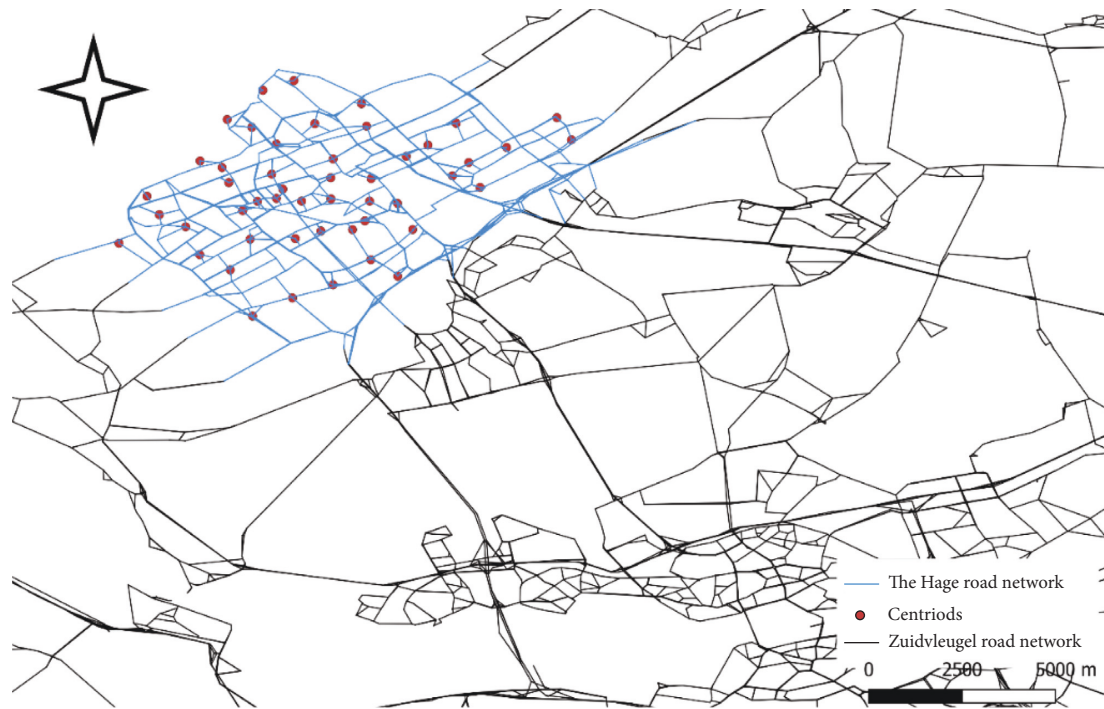 The Hage road network
Centriods
Zuidvleugel road network
0 2500 5000 m